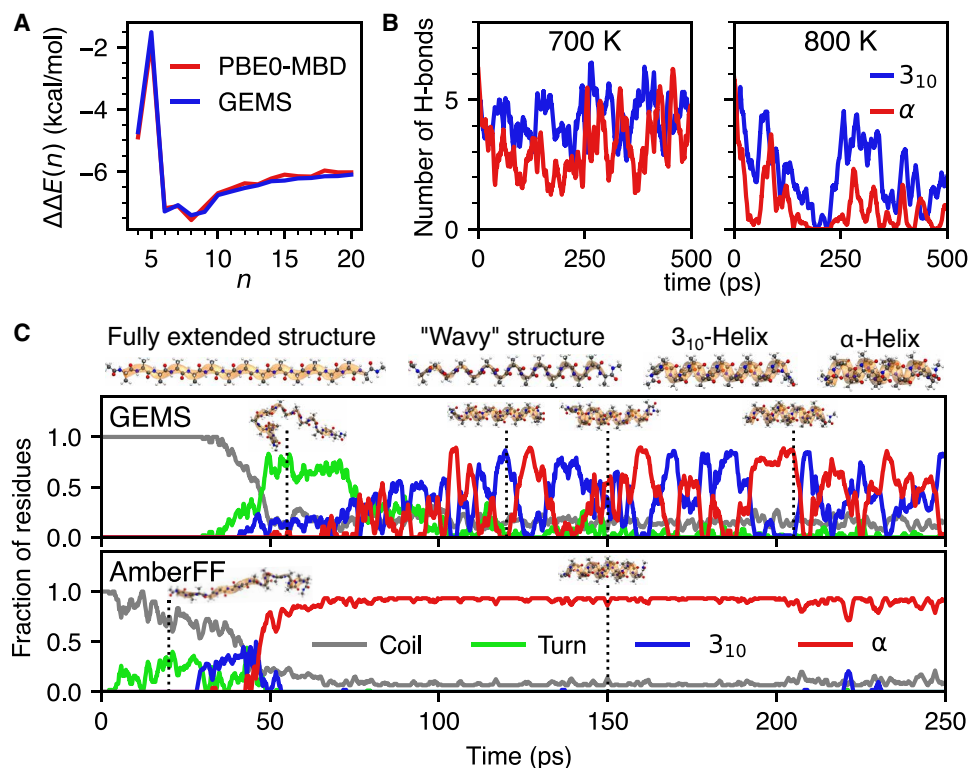 A
ΔΔE(n) (kcal/mol)
−2
−4
−6
PBE0-MBD
GEMS
5 10 15 20
n
B
Number of H-bonds
5
0
700 K
800 K
3₁₀
α
0 250 500
0 250 500
time (ps)
C
Fully extended structure "Wavy" structure 3₁₀-Helix α-Helix
Fraction of residues
GEMS
1.0
0.5
0.0
AmberFF
1.0
0.5
0.0
Coil Turn 3₁₀ α
0 50 100 150 200 250
Time (ps)